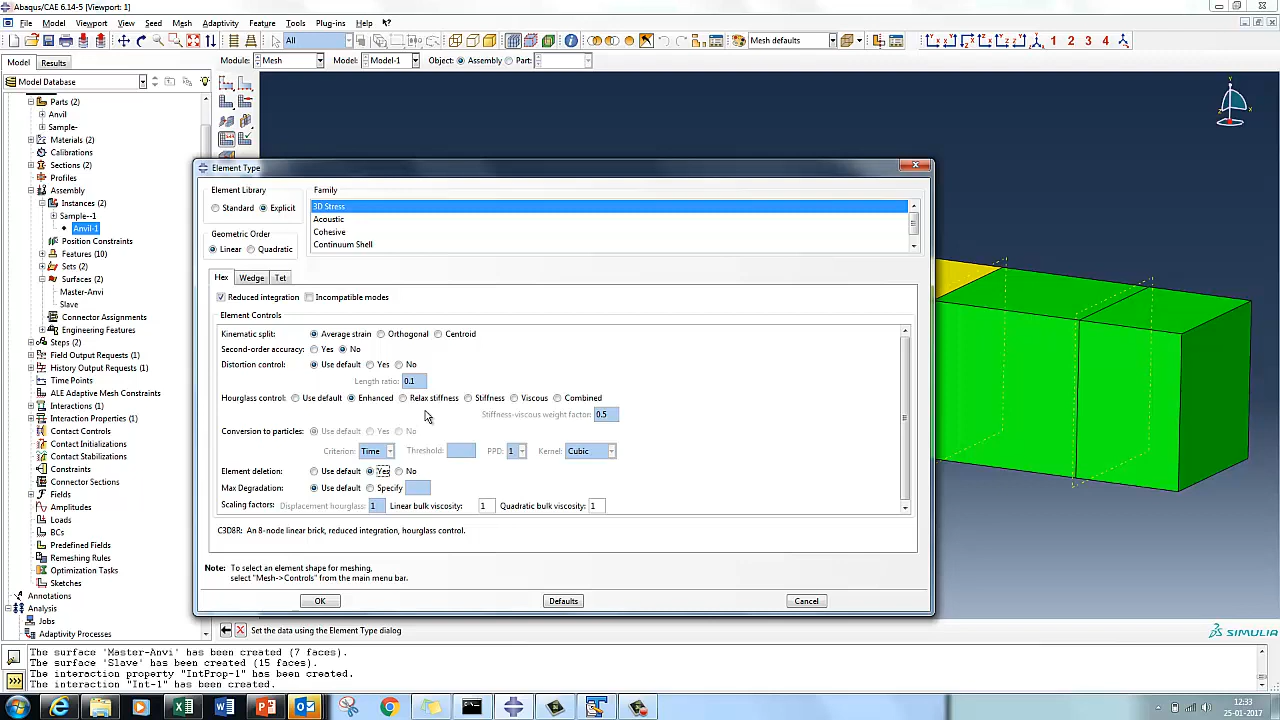 Abaqus/CAE 6.14-5 [Viewport: 1]
File Model Viewport View Seed Mesh Adaptivity Feature Tools Plug-ins Help
All Mesh defaults 1 2 3 4
Model Results Module: Mesh Model: Model-1 Object: Assembly Part:
Model Database
Parts (2)
Anvil
Sample-
Materials (2)
Calibrations
Sections (2)
Profiles
Assembly
Instances (2)
Sample--1
Anvil-1
Position Constraints
Features (10)
Sets (2)
Surfaces (2)
Master-Anvi
Slave
Connector Assignments
Engineering Features
Steps (2)
Field Output Requests (1)
History Output Requests (1)
Time Points
ALE Adaptive Mesh Constraints
Interactions (1)
Interaction Properties (1)
Contact Controls
Contact Initializations
Contact Stabilizations
Constraints
Connector Sections
Fields
Amplitudes
Loads
BCs
Predefined Fields
Remeshing Rules
Optimization Tasks
Sketches
Annotations
Analysis
Jobs
Adaptivity Processes
Element Type
Element Library
Standard Explicit
Geometric Order
Linear Quadratic
Family
3D Stress
Acoustic
Cohesive
Continuum Shell
Hex Wedge Tet
Reduced integration Incompatible modes
Element Controls
Kinematic split: Average strain Orthogonal Centroid
Second-order accuracy: Yes No
Distortion control: Use default Yes No
Length ratio: 0.1
Hourglass control: Use default Enhanced Relax stiffness Stiffness Viscous Combined
Stiffness-viscous weight factor: 0.5
Conversion to particles: Use default Yes No
Criterion: Time Threshold: PPD: 1 Kernel: Cubic
Element deletion: Use default Yes No
Max Degradation: Use default Specify
Scaling factors: Displacement hourglass: 1 Linear bulk viscosity: 1 Quadratic bulk viscosity: 1
C3D8R: An 8-node linear brick, reduced integration, hourglass control.
Note: To select an element shape for meshing,
select "Mesh->Controls" from the main menu bar.
OK Defaults Cancel
Set the data using the Element Type dialog
SIMULIA
The surface 'Master-Anvi' has been created (7 faces).
The surface 'Slave' has been created (15 faces).
The interaction property "IntProp-1" has been created.
The interaction "Int-1" has been created.
12:33
25-01-2017